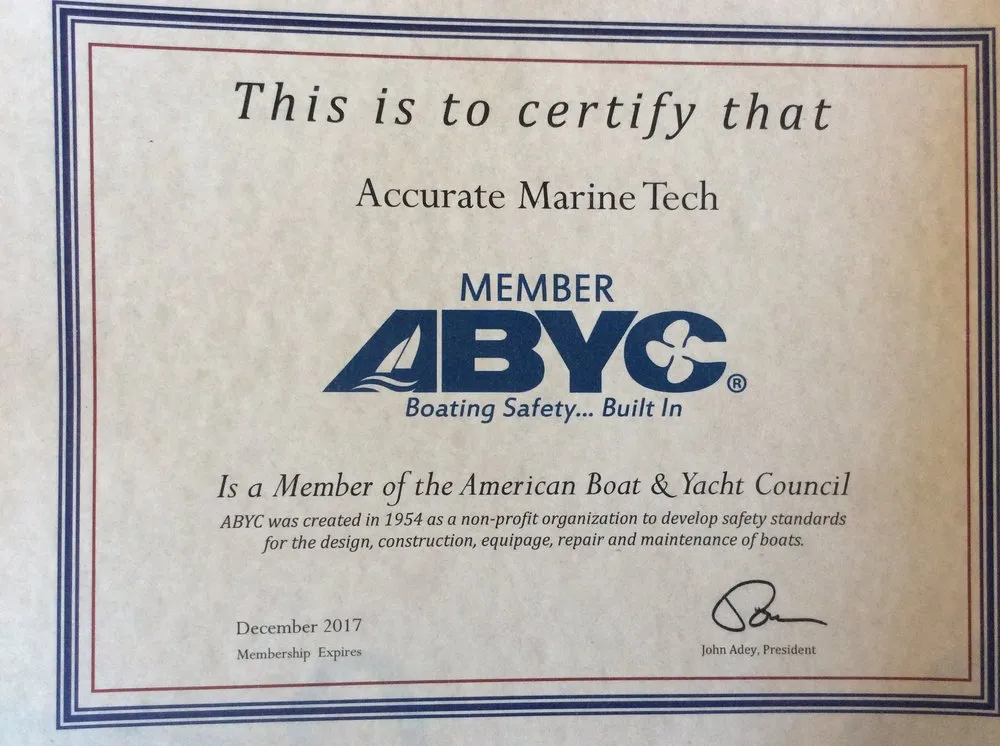 This is to certify that
Accurate Marine Tech
MEMBER
ABYC®
Boating Safety... Built In
Is a Member of the American Boat & Yacht Council
ABYC was created in 1954 as a non-profit organization to develop safety standards
for the design, construction, equipage, repair and maintenance of boats.
December 2017
Membership Expires
John Adey, President